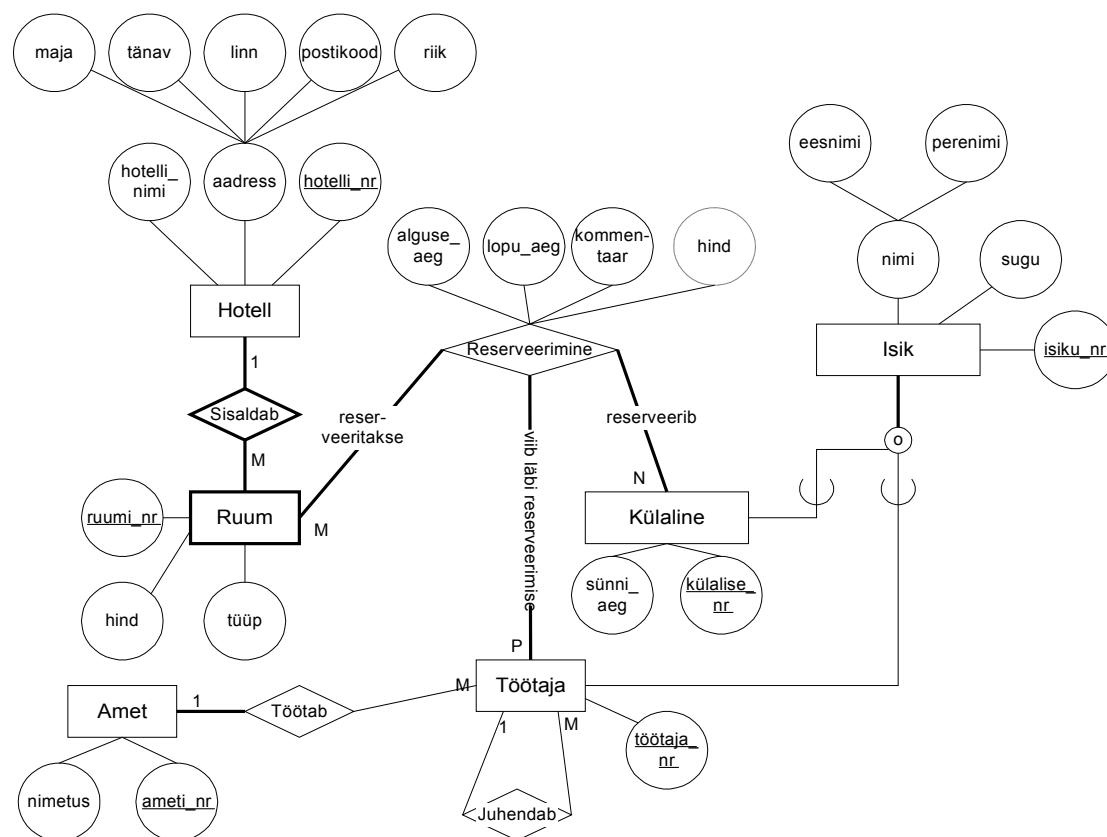 maja
tänav
linn
postikood
riik
eesnimi
perenimi
hotelli_
nimi
aadress
hotelli_nr
alguse_
aeg
lopu_aeg
kommen-
taar
hind
nimi
sugu
Hotell
Reserveerimine
Isik
isiku_nr
1
Sisaldab
reser-
veeritakse
reserveerib
o
M
viib läbi reserveerimise
N
ruumi_nr
Ruum
M
Külaline
hind
tüüp
sünni_
aeg
külalise_
nr
P
Amet
1
Töötab
M
Töötaja
1
M
töötaja_
nr
nimetus
ameti_nr
Juhendab